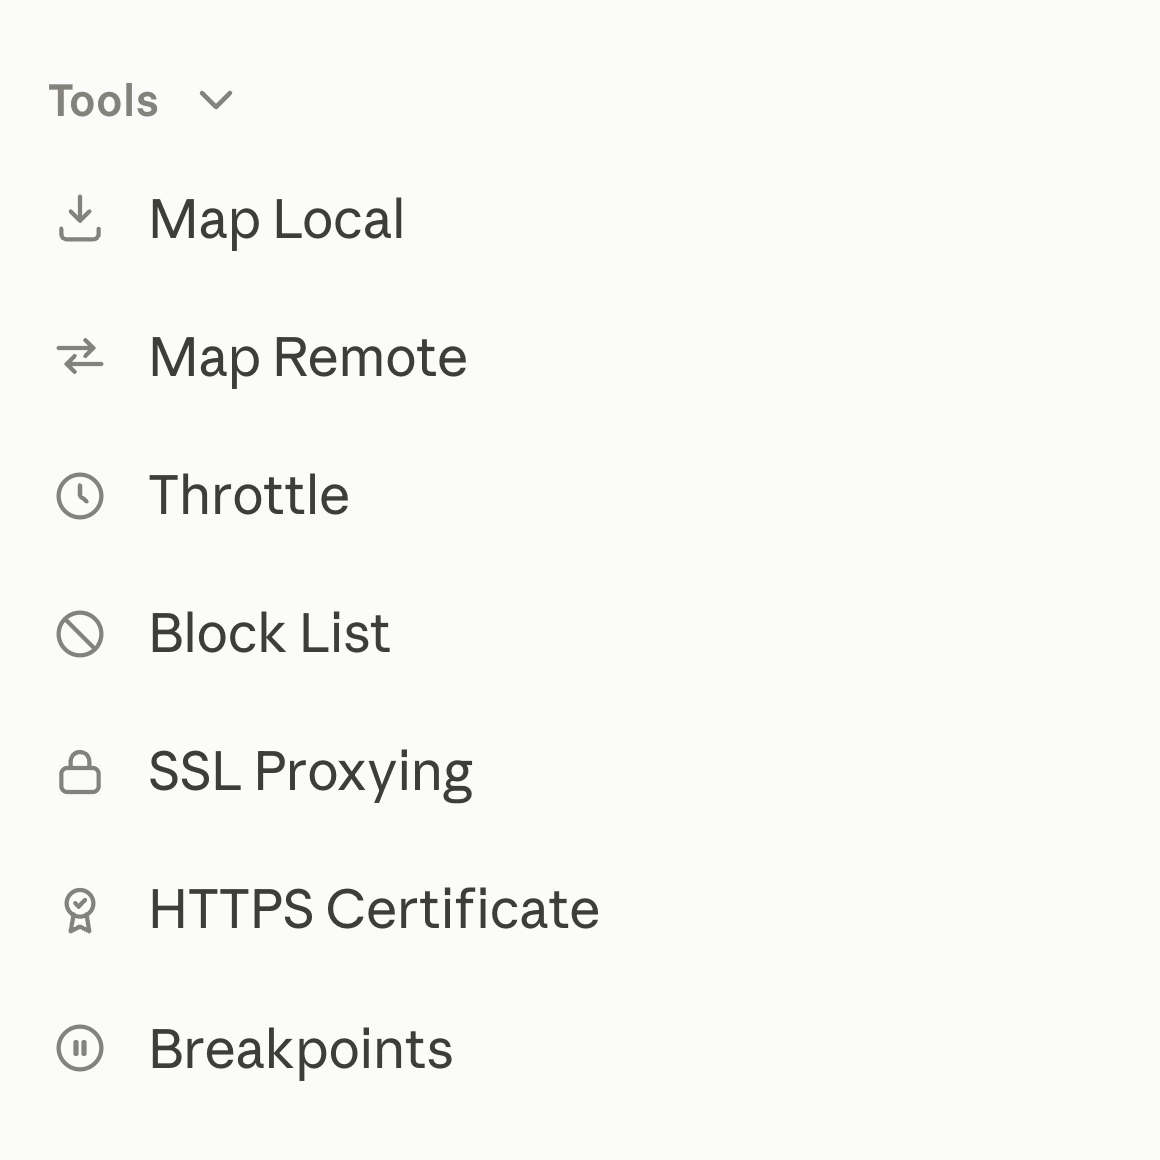 Tools
Map Local
Map Remote
Throttle
Block List
SSL Proxying
HTTPS Certificate
Breakpoints